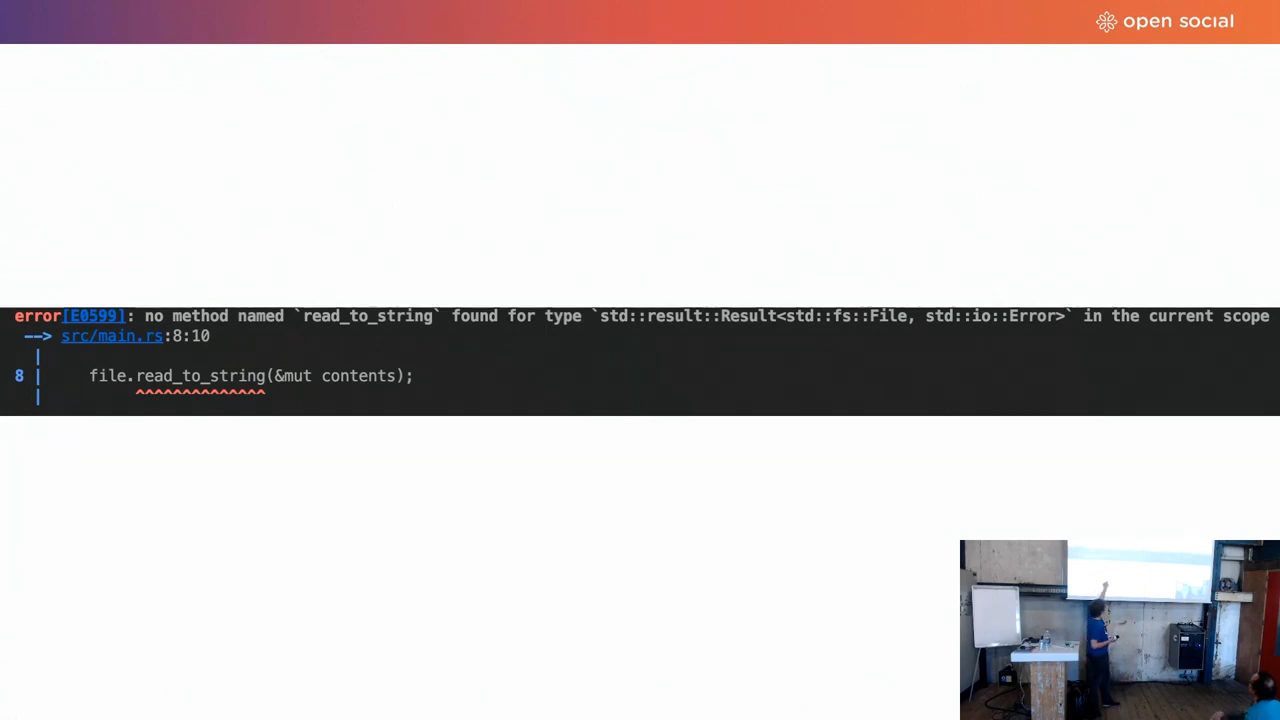 open social
error[E0599]: no method named `read_to_string` found for type `std::result::Result<std::fs::File, std::io::Error>` in the current scope
--> src/main.rs:8:10
|
8 |     file.read_to_string(&mut contents);
|          ^^^^^^^^^^^^^^